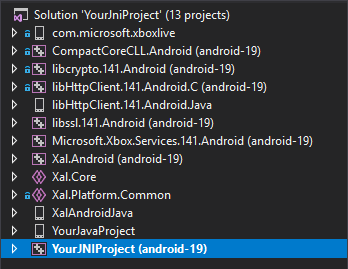 Solution 'YourJniProject' (13 projects)
com.microsoft.xboxlive
CompactCoreCLL.Android (android-19)
libcrypto.141.Android (android-19)
libHttpClient.141.Android.C (android-19)
libHttpClient.141.Android.Java
libssl.141.Android (android-19)
Microsoft.Xbox.Services.141.Android (android-19)
Xal.Android (android-19)
Xal.Core
Xal.Platform.Common
XalAndroidJava
YourJavaProject
YourJNIProject (android-19)